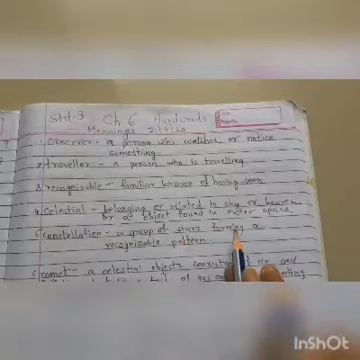 Std-3 Ch 6 Hardwords
Meanings
1. Observer - a person who watches or notice
something
2. traveller - a person who is travelling
3. recognisable - familiar because of having seen
4. Celestial - belonging or related to sky or heaven
or a object found in outer space
5. constellation - a group of stars forming a
recognizable pattern
6. comet - a celestial objects consisting of ice and
InShOt